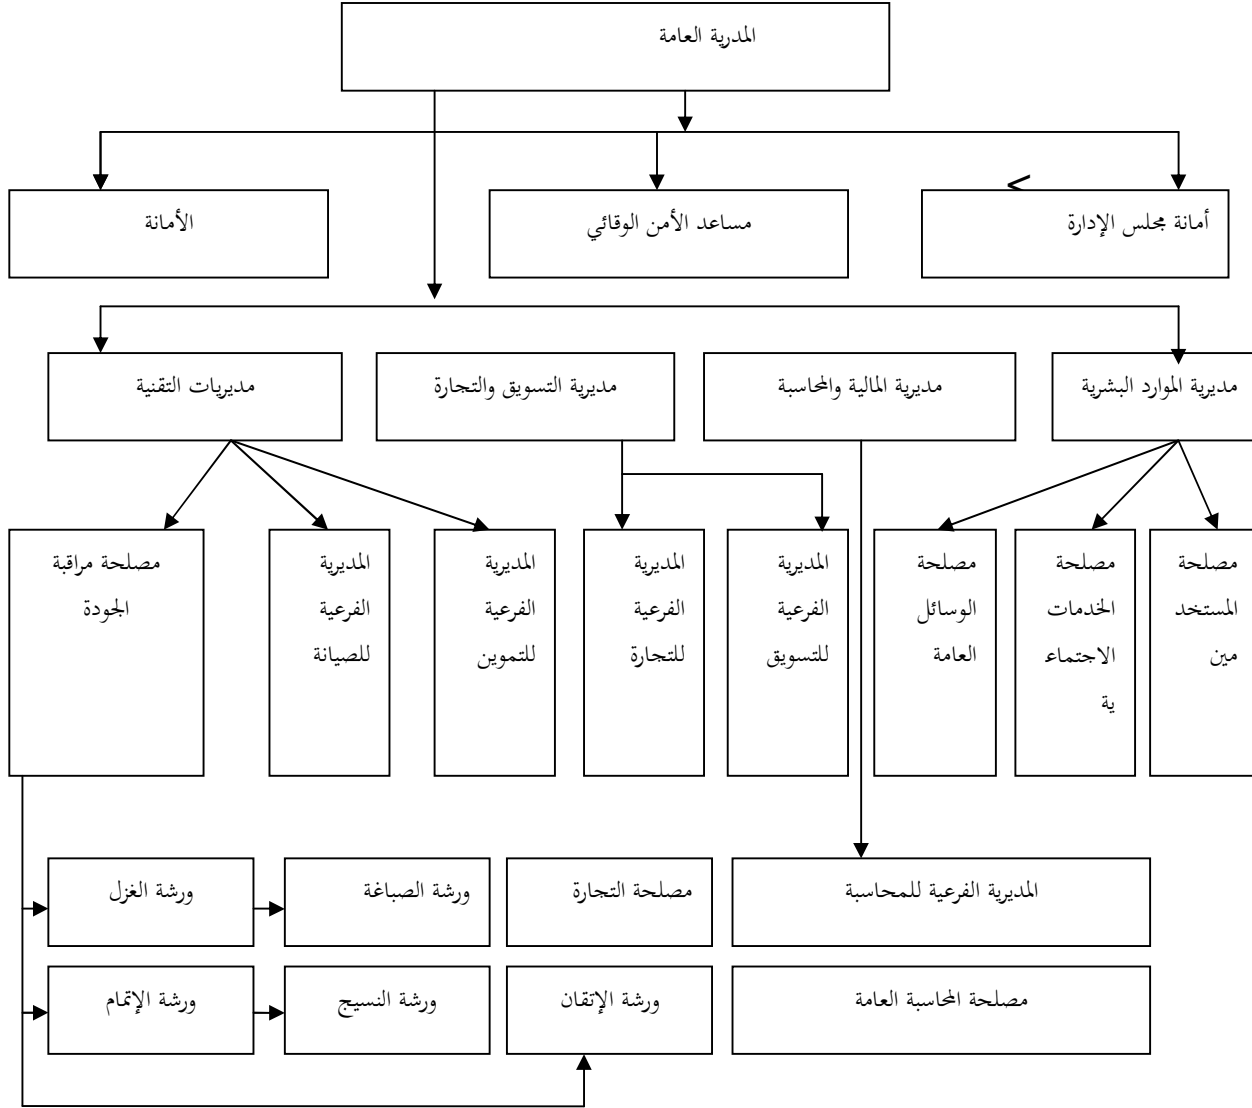 المدرية العامة
أمانة مجلس الإدارة
مساعد الأمن الوقائي
الأمانة
مديرية الموارد البشرية
مديرية المالية والمحاسبة
مديرية التسويق والتجارة
مديريات التقنية
مصلحة
المستخد
مين
مصلحة
الخدمات
الاجتماع
ية
مصلحة
الوسائل
العامة
المديرية
الفرعية
للتسويق
المديرية
الفرعية
للتجارة
المديرية
الفرعية
للتموين
المديرية
الفرعية
للصيانة
مصلحة مراقبة
الجودة
المديرية الفرعية للمحاسبة
مصلحة التجارة
ورشة الصباغة
ورشة الغزل
مصلحة المحاسبة العامة
ورشة الإتقان
ورشة النسيج
ورشة الإتمام